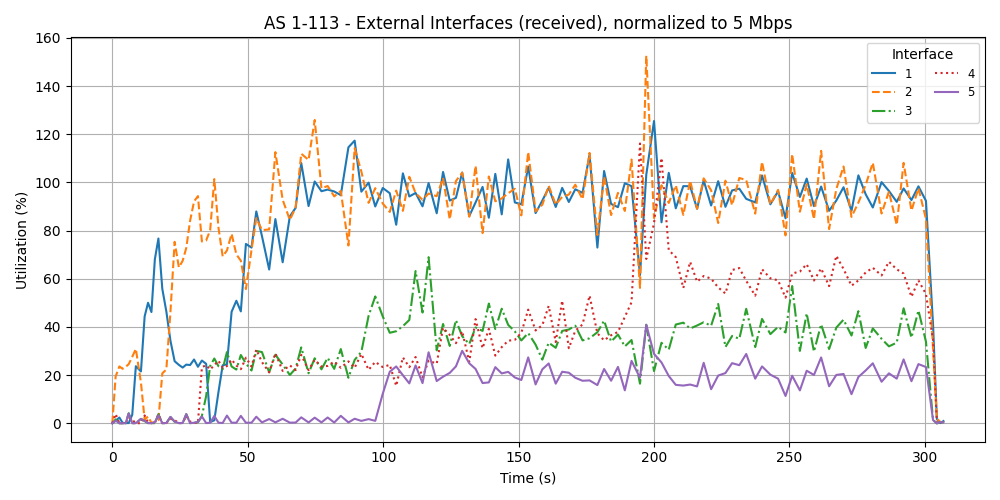 AS 1-113 - External Interfaces (received), normalized to 5 Mbps
Utilization (%)
160
140
120
100
80
60
40
20
0
0 50 100 150 200 250 300
Time (s)
Interface
1 4
2 5
3